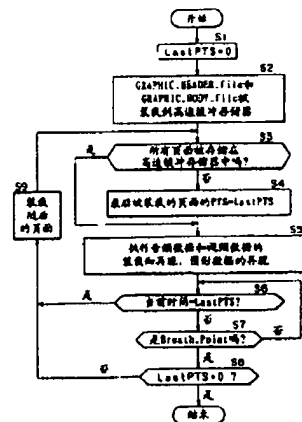 开始
S1
LastPTS=0
S2
GRAPHIC.HEADER.file和
GRAPHIC.BODY.file被
装载到高速缓冲存储器
S3
是
所有页面被存储在
高速缓冲存储器中吗?
否
S4
最后被装载的页面的PTS=LastPTS
S9
装载
随后
的页面
S5
执行音频数据和视频数据的
装载和再现，图形数据的再现
S6
是
当前时间=LastPTS?
否
S7
是Breath.Point吗?
否
是
S8
否
LastPTS=0 ?
是
结束